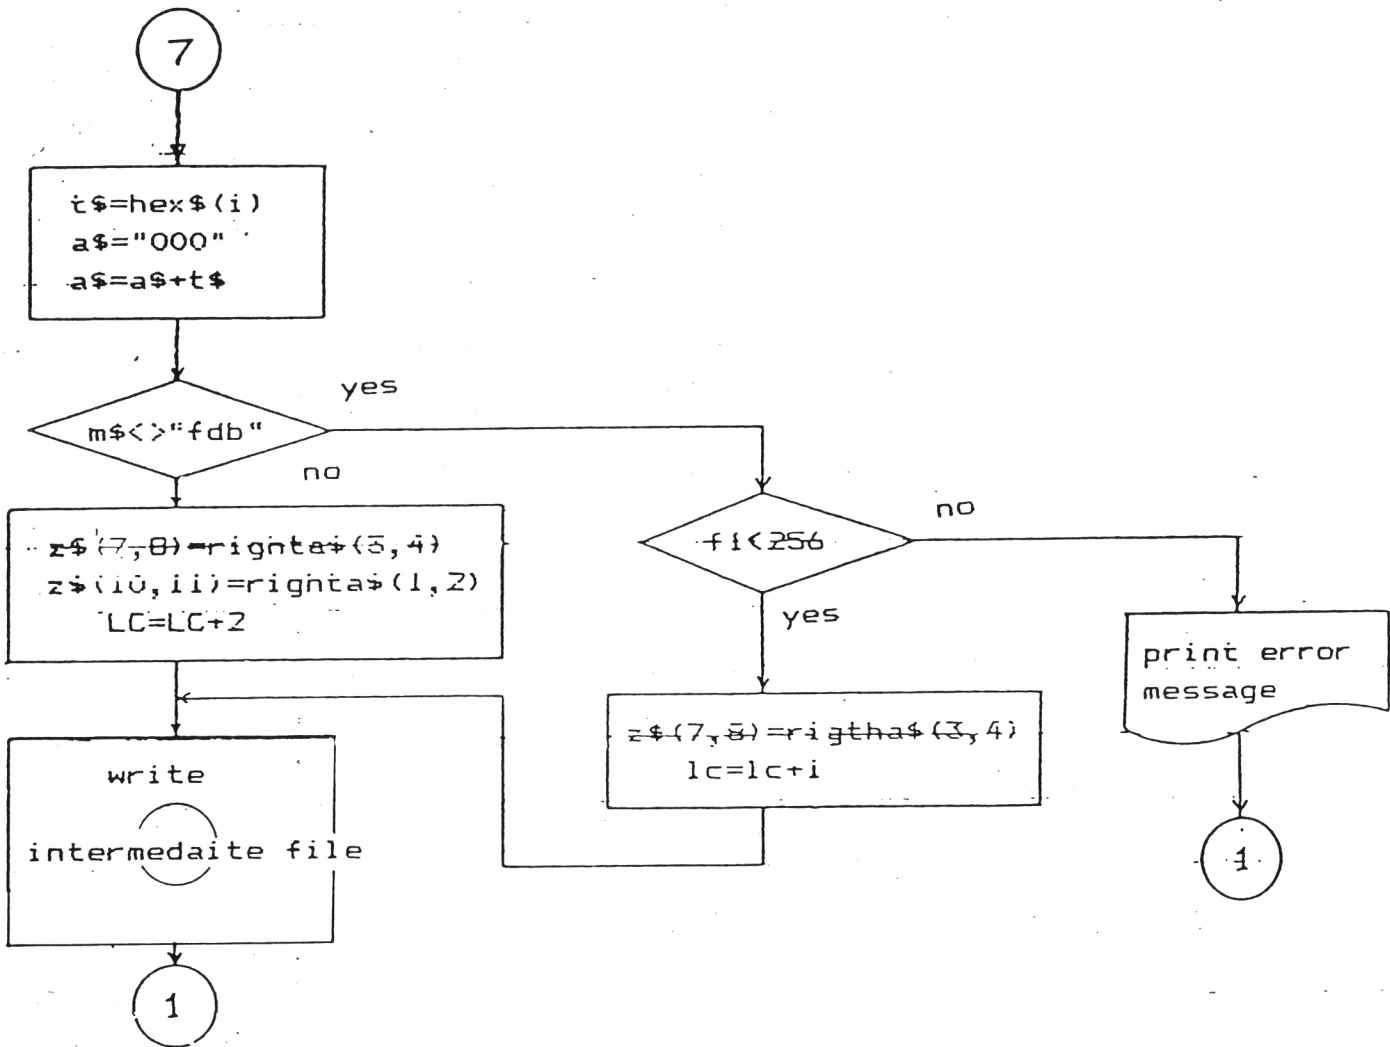 7
t$=hex$(i)
a$="000"
a$=a$+t$
m$<>"fdb"
yes
no
z$(7,8)=righta$(3,4)
z$(10,11)=righta$(1,2)
LC=LC+2
f1<256
no
yes
z$(7,8)=rigtha$(3,4)
lc=lc+i
print error
message
write
intermedaite file
1
1